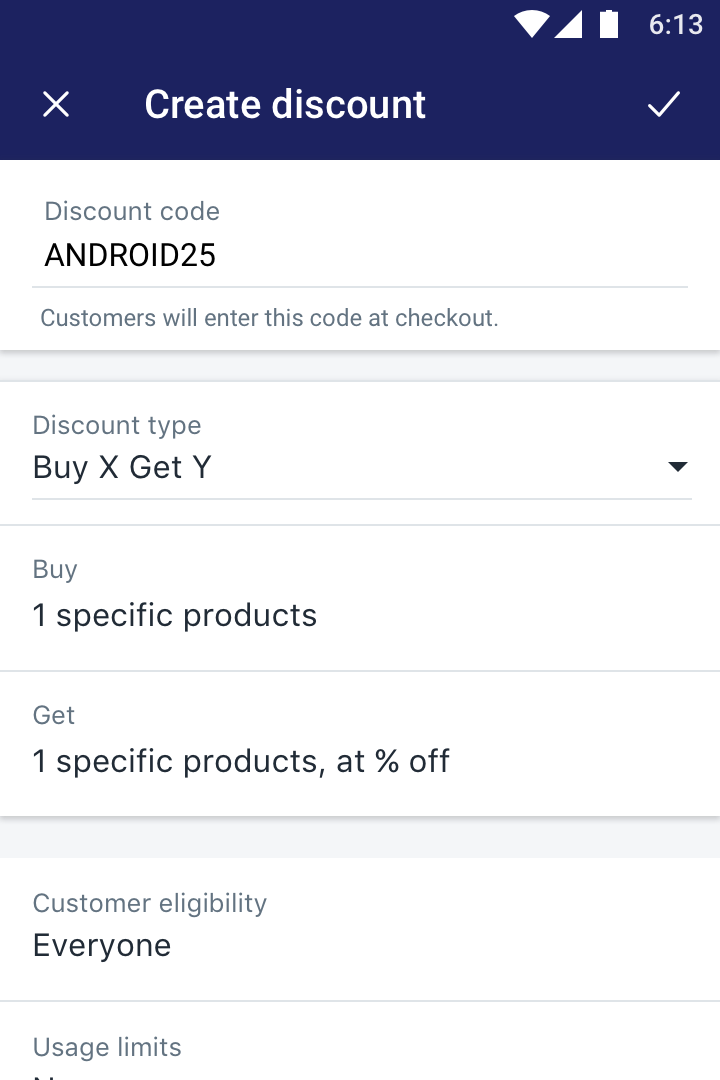 6:13
Create discount
Discount code
ANDROID25
Customers will enter this code at checkout.
Discount type
Buy X Get Y
Buy
1 specific products
Get
1 specific products, at % off
Customer eligibility
Everyone
Usage limits